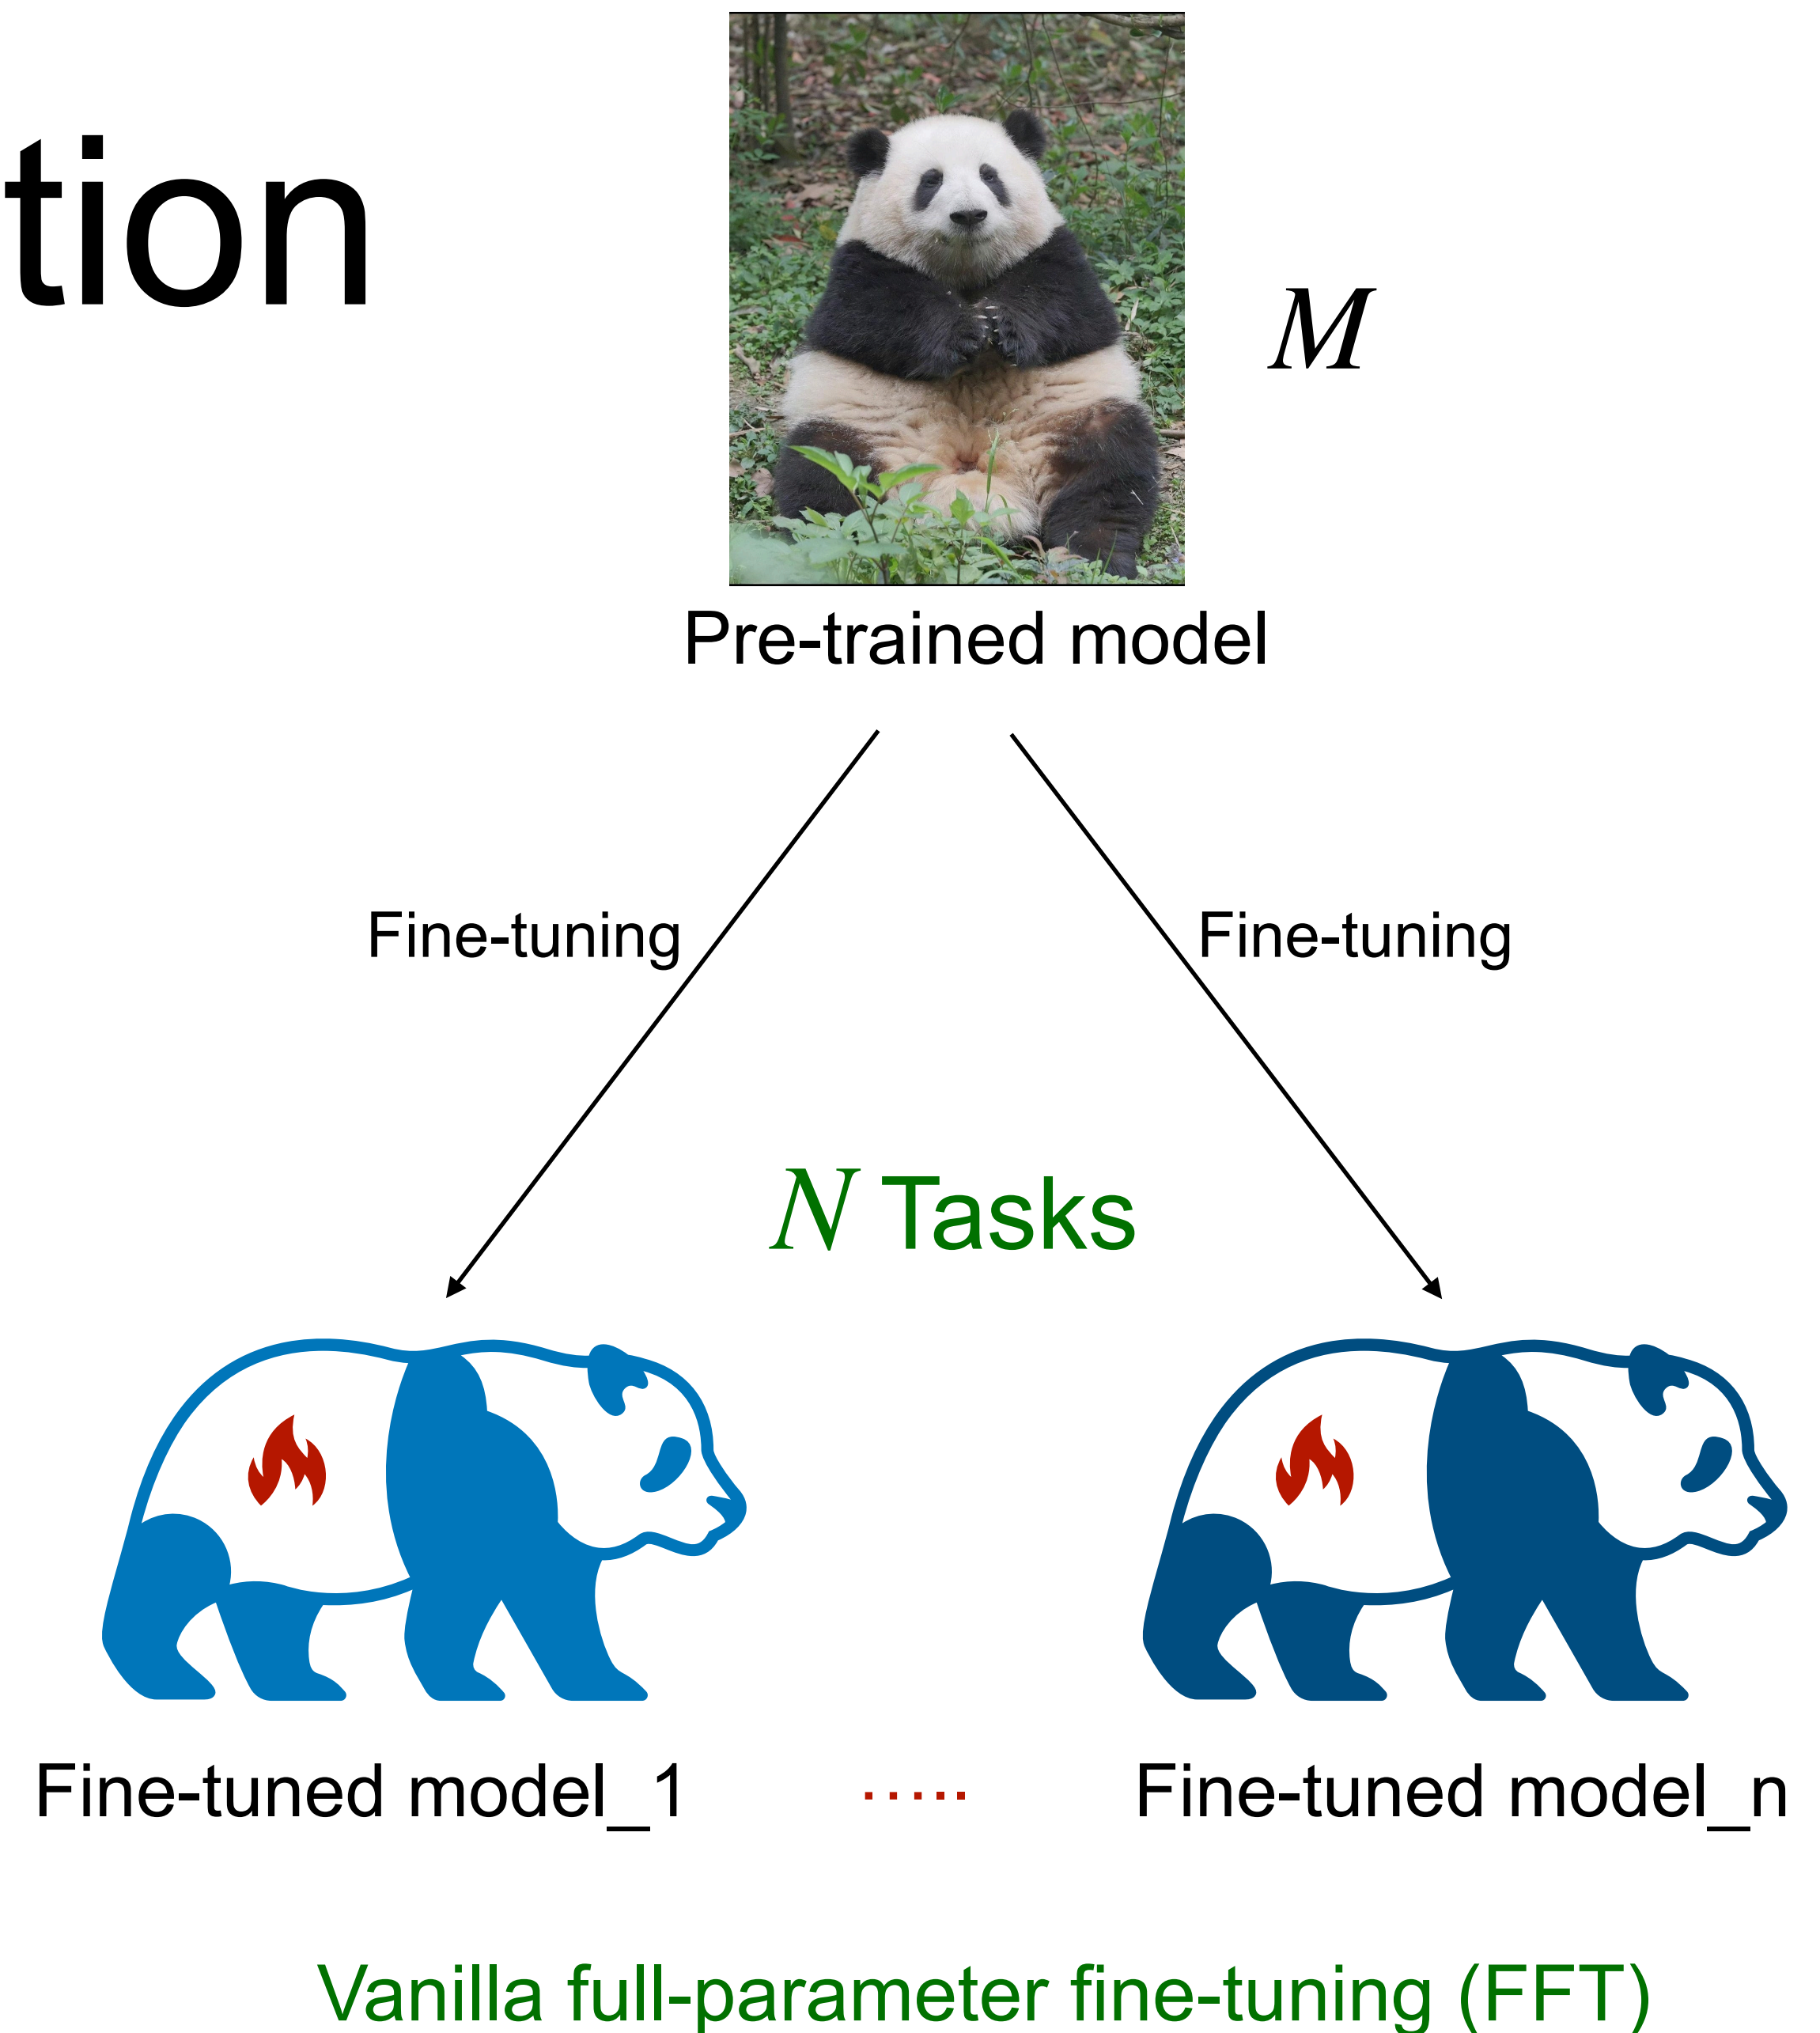 tion
M
Pre-trained model
Fine-tuning
Fine-tuning
N Tasks
Fine-tuned model_1
.....
Fine-tuned model_n
Vanilla full-parameter fine-tuning (FFT)